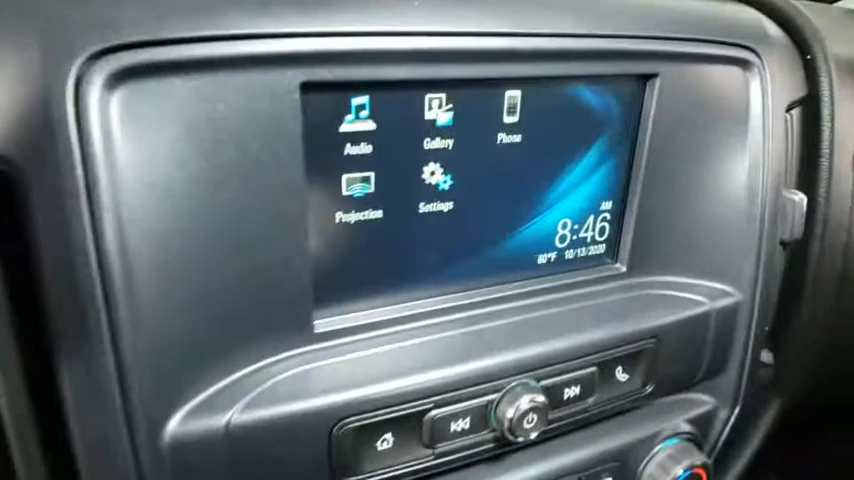 Audio
Gallery
Phone
Projection
Settings
AM
8:46
60°F 10/13/2020